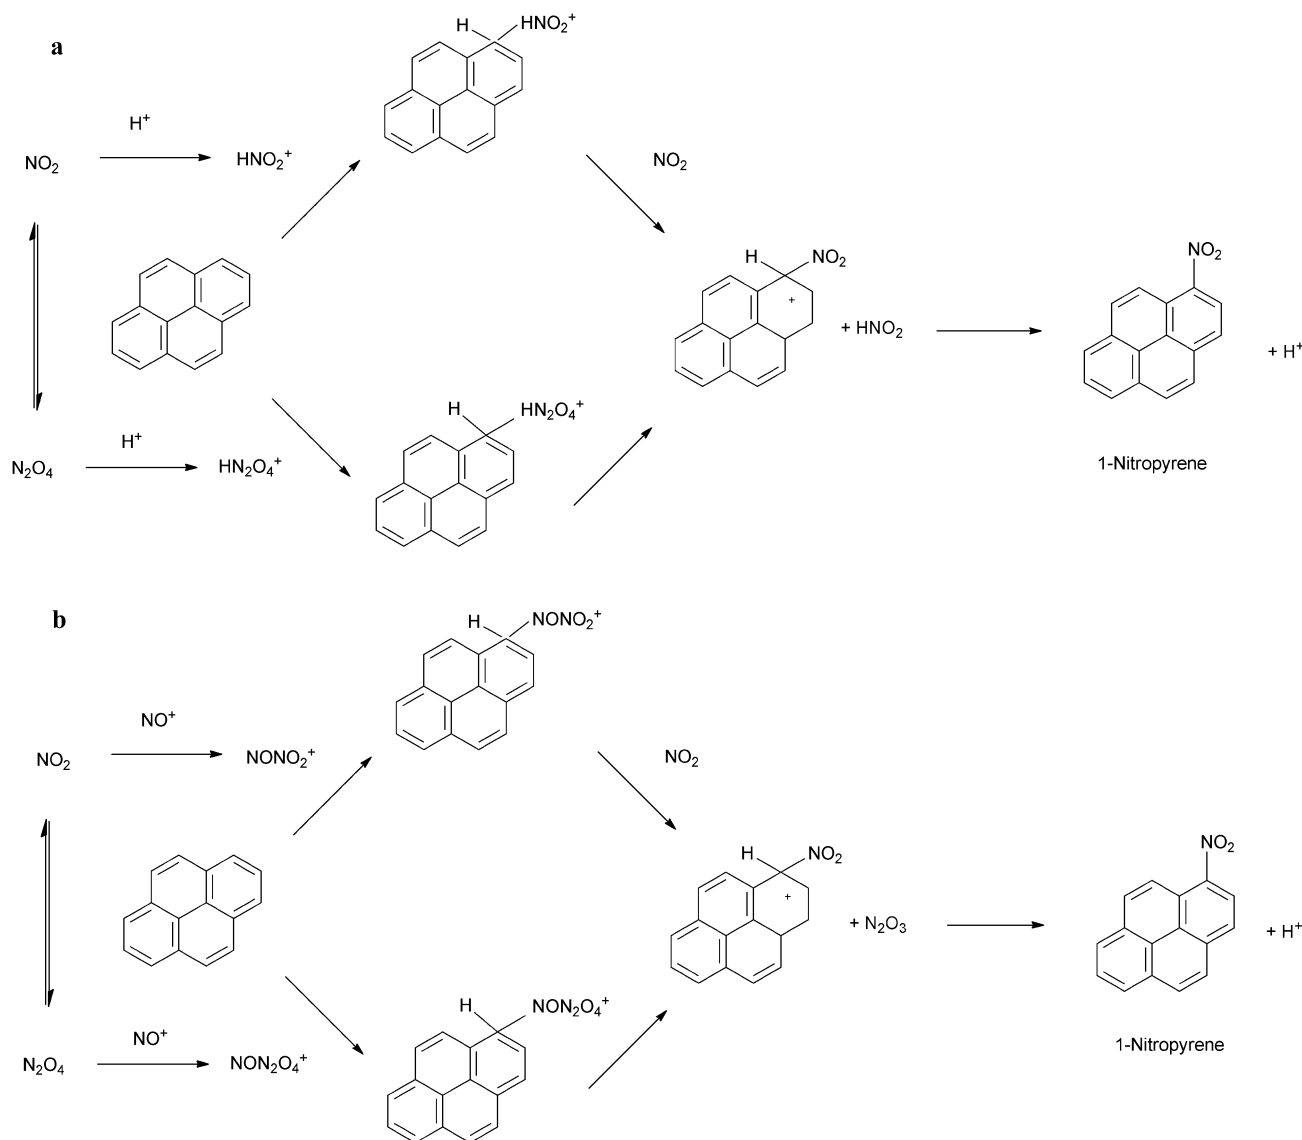 a
H HNO₂⁺
H⁺
NO₂
HNO₂⁺
NO₂
H NO₂
+
+ HNO₂
NO₂
+ H⁺
H HN₂O₄⁺
H⁺
N₂O₄
HN₂O₄⁺
1-Nitropyrene
b
H NONO₂⁺
NO⁺
NO₂
NONO₂⁺
NO₂
H NO₂
+
+ N₂O₃
NO₂
+ H⁺
H NON₂O₄⁺
NO⁺
N₂O₄
NON₂O₄⁺
1-Nitropyrene